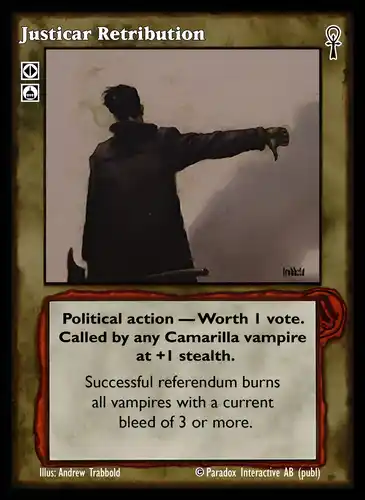 Justicar Retribution
Trabbold
Political action — Worth 1 vote.
Called by any Camarilla vampire
at +1 stealth.
Successful referendum burns
all vampires with a current
bleed of 3 or more.
Illus: Andrew Trabbold © Paradox Interactive AB (publ)